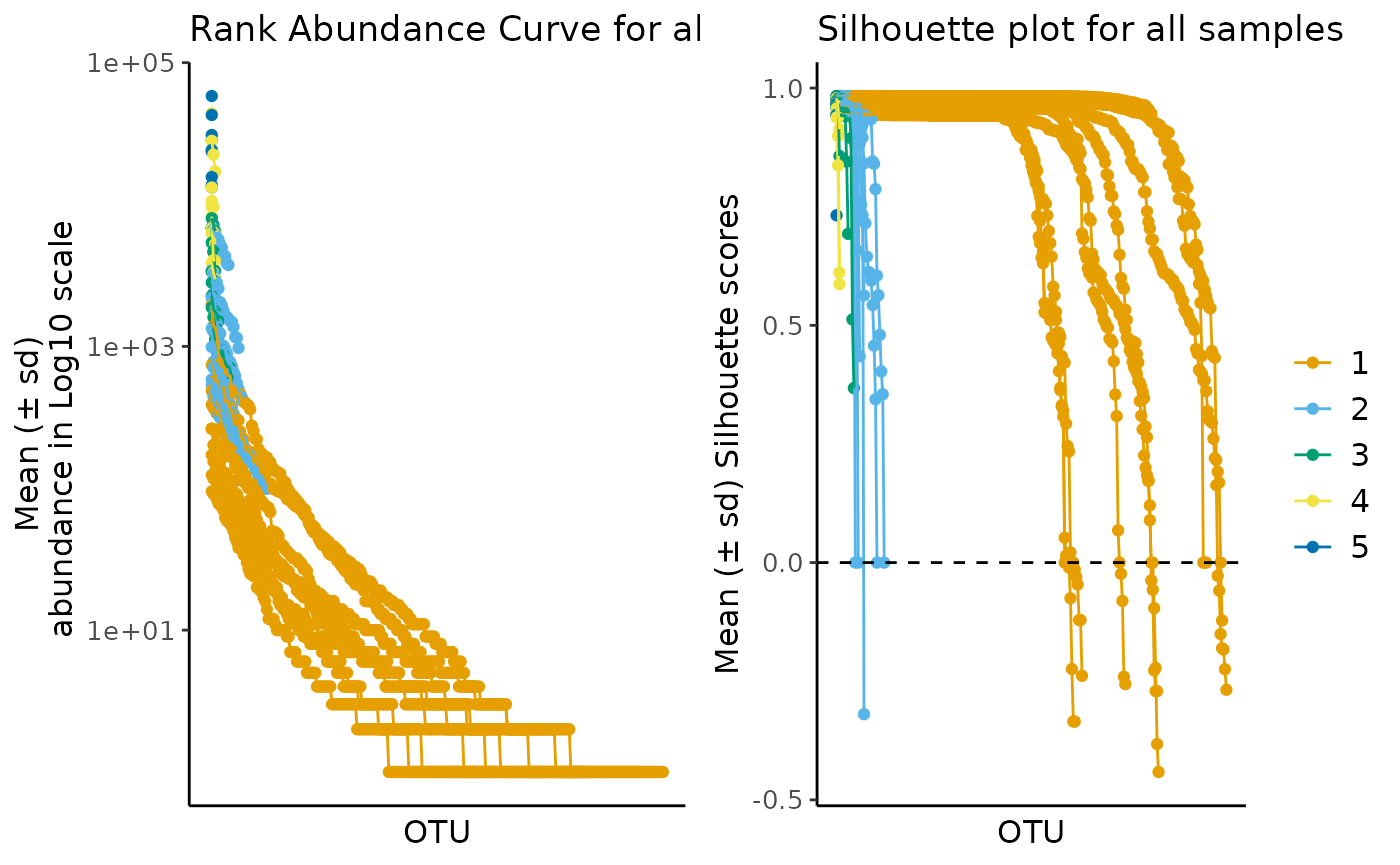 Rank Abundance Curve for al
1e+05
1e+03
1e+01
Mean (± sd)
abundance in Log10 scale
OTU
Silhouette plot for all samples
1.0
0.5
0.0
-0.5
Mean (± sd) Silhouette scores
OTU
1
2
3
4
5